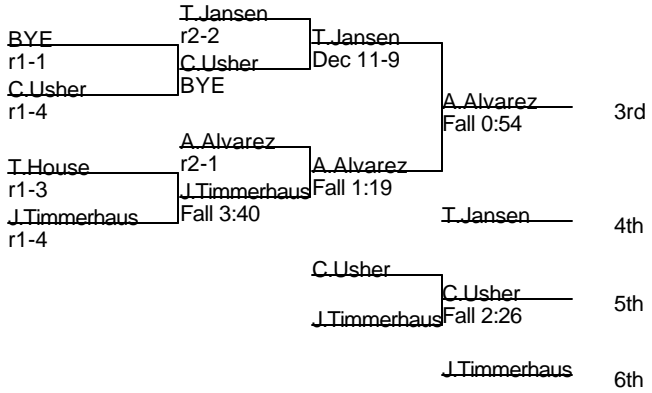 T.Jansen
BYE
r2-2
T.Jansen
r1-1
C.Usher
Dec 11-9
C.Usher
BYE
r1-4
A.Alvarez
3rd
Fall 0:54
A.Alvarez
T.House
r2-1
A.Alvarez
r1-3
J.Timmerhaus
Fall 1:19
J.Timmerhaus
Fall 3:40
T.Jansen
4th
r1-4
C.Usher
C.Usher
5th
J.Timmerhaus
Fall 2:26
J.Timmerhaus
6th